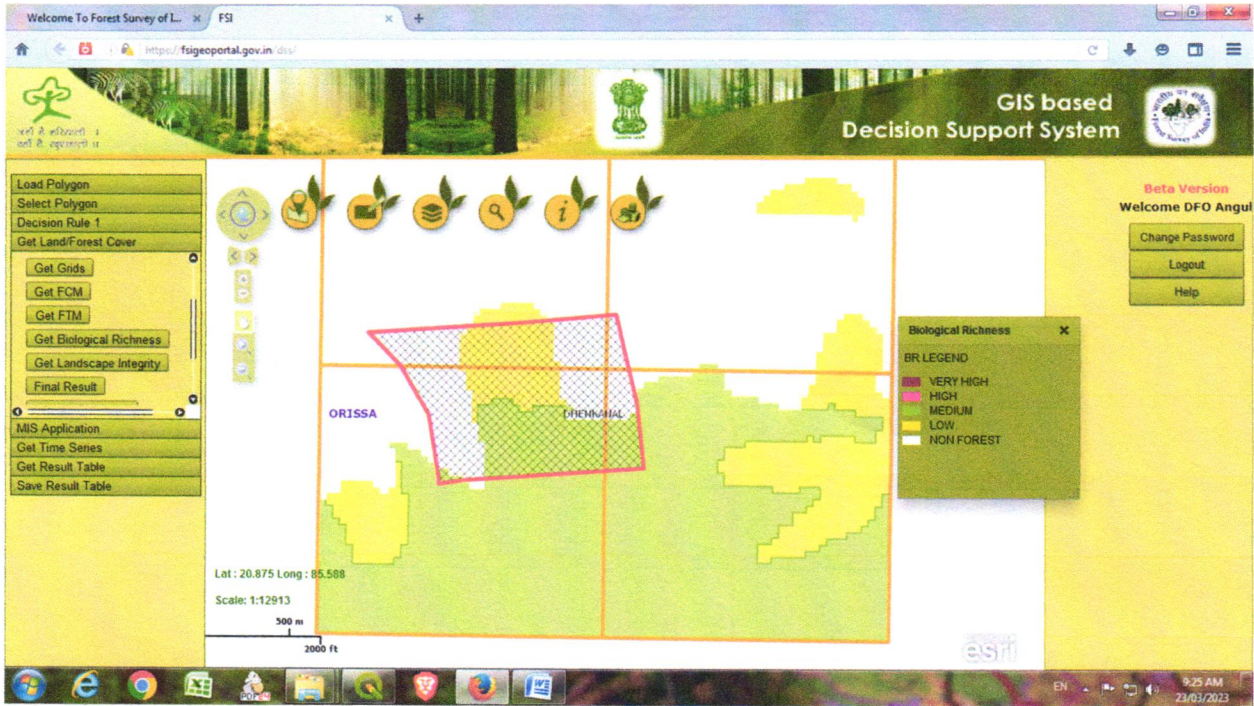 Welcome To Forest Survey of I...
FSI
https://fsigeoportal.gov.in/dss/
GIS based
Decision Support System
Load Polygon
Select Polygon
Decision Rule 1
Get Land/Forest Cover
Get Grids
Get FCM
Get FTM
Get Biological Richness
Get Landscape Integrity
Final Result
MIS Application
Get Time Series
Get Result Table
Save Result Table
ORISSA
DHENKANAL
Lat : 20.875 Long : 85.588
Scale: 1:12913
500 m
2000 ft
esri
Biological Richness
BR LEGEND
VERY HIGH
HIGH
MEDIUM
LOW
NON FOREST
Beta Version
Welcome DFO Angul
Change Password
Logout
Help
EN
9:25 AM
23/03/2023